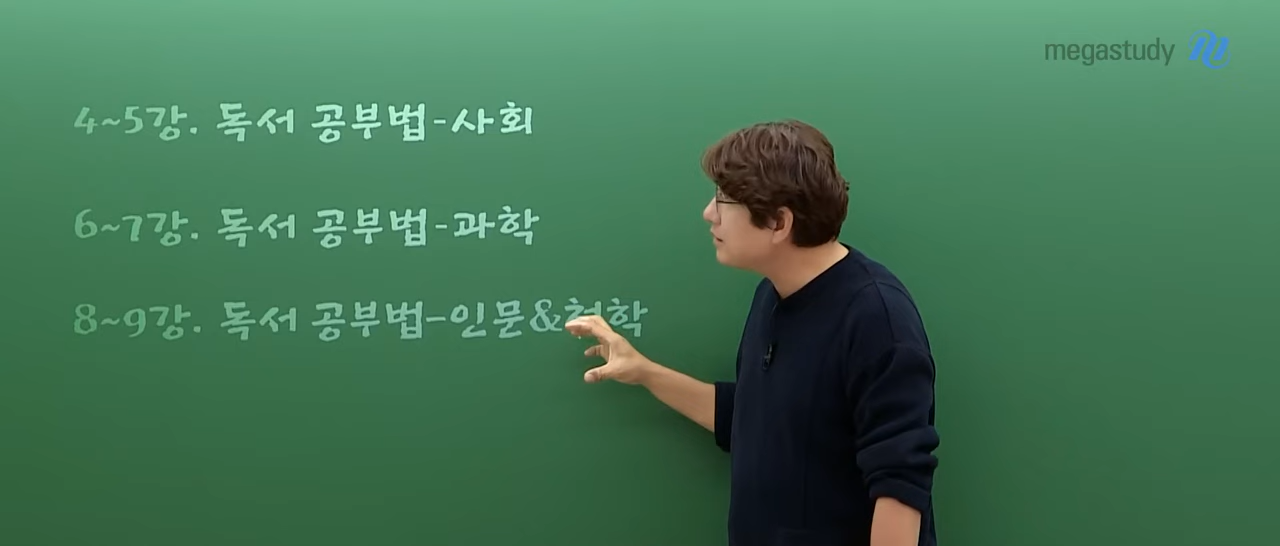 megastudy
4~5강. 독서 공부법-사회
6~7강. 독서 공부법-과학
8~9강. 독서 공부법-인문&